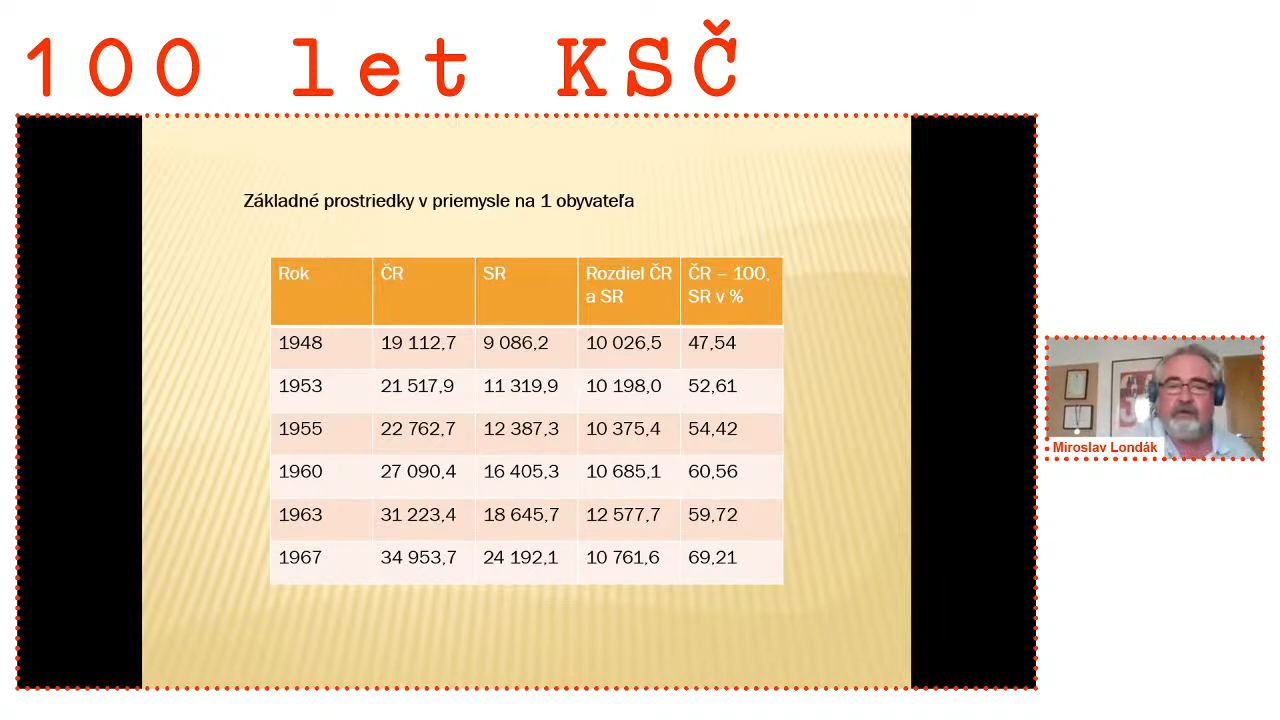 100 let KSČ
Základné prostriedky v priemysle na 1 obyvateľa
Rok ČR SR Rozdiel ČR a SR ČR – 100, SR v %
1948 19 112,7 9 086,2 10 026,5 47,54
1953 21 517,9 11 319,9 10 198,0 52,61
1955 22 762,7 12 387,3 10 375,4 54,42
1960 27 090,4 16 405,3 10 685,1 60,56
1963 31 223,4 18 645,7 12 577,7 59,72
1967 34 953,7 24 192,1 10 761,6 69,21
Miroslav Londák